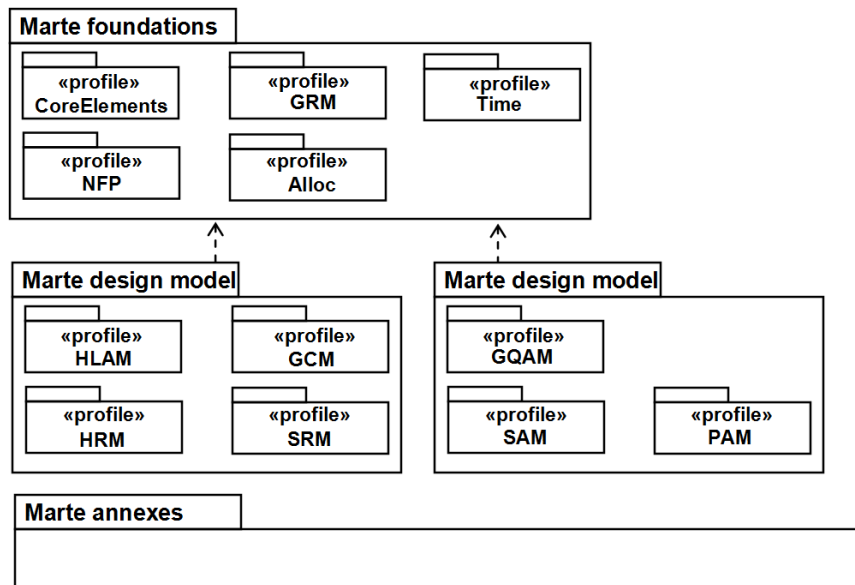 Marte foundations
«profile»
CoreElements
«profile»
GRM
«profile»
Time
«profile»
NFP
«profile»
Alloc
Marte design model
«profile»
HLAM
«profile»
GCM
«profile»
HRM
«profile»
SRM
Marte design model
«profile»
GQAM
«profile»
SAM
«profile»
PAM
Marte annexes